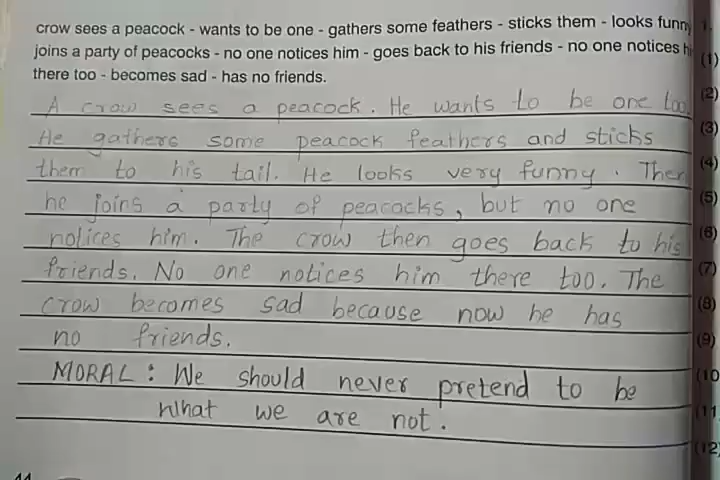 crow sees a peacock - wants to be one - gathers some feathers - sticks them - looks funny
joins a party of peacocks - no one notices him - goes back to his friends - no one notices
there too - becomes sad - has no friends.
A crow sees a peacock. He wants to be one too.
He gathers some peacock feathers and sticks
them to his tail. He looks very funny. Then
he joins a party of peacocks, but no one
notices him. The crow then goes back to his
friends. No one notices him there too. The
crow becomes sad because now he has
no friends.
MORAL: We should never pretend to be
what we are not.
1.
(1)
(2)
(3)
(4)
(5)
(6)
(7)
(8)
(9)
(10
(11
(12)